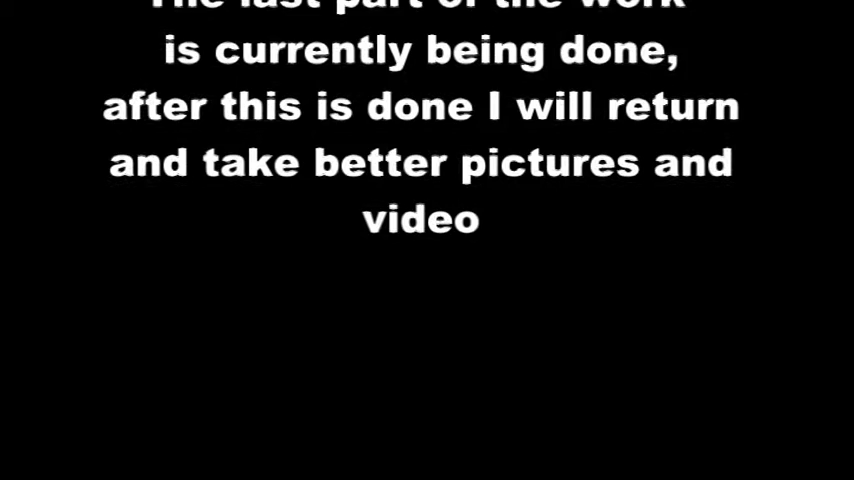 The last part of the work
is currently being done,
after this is done I will return
and take better pictures and
video